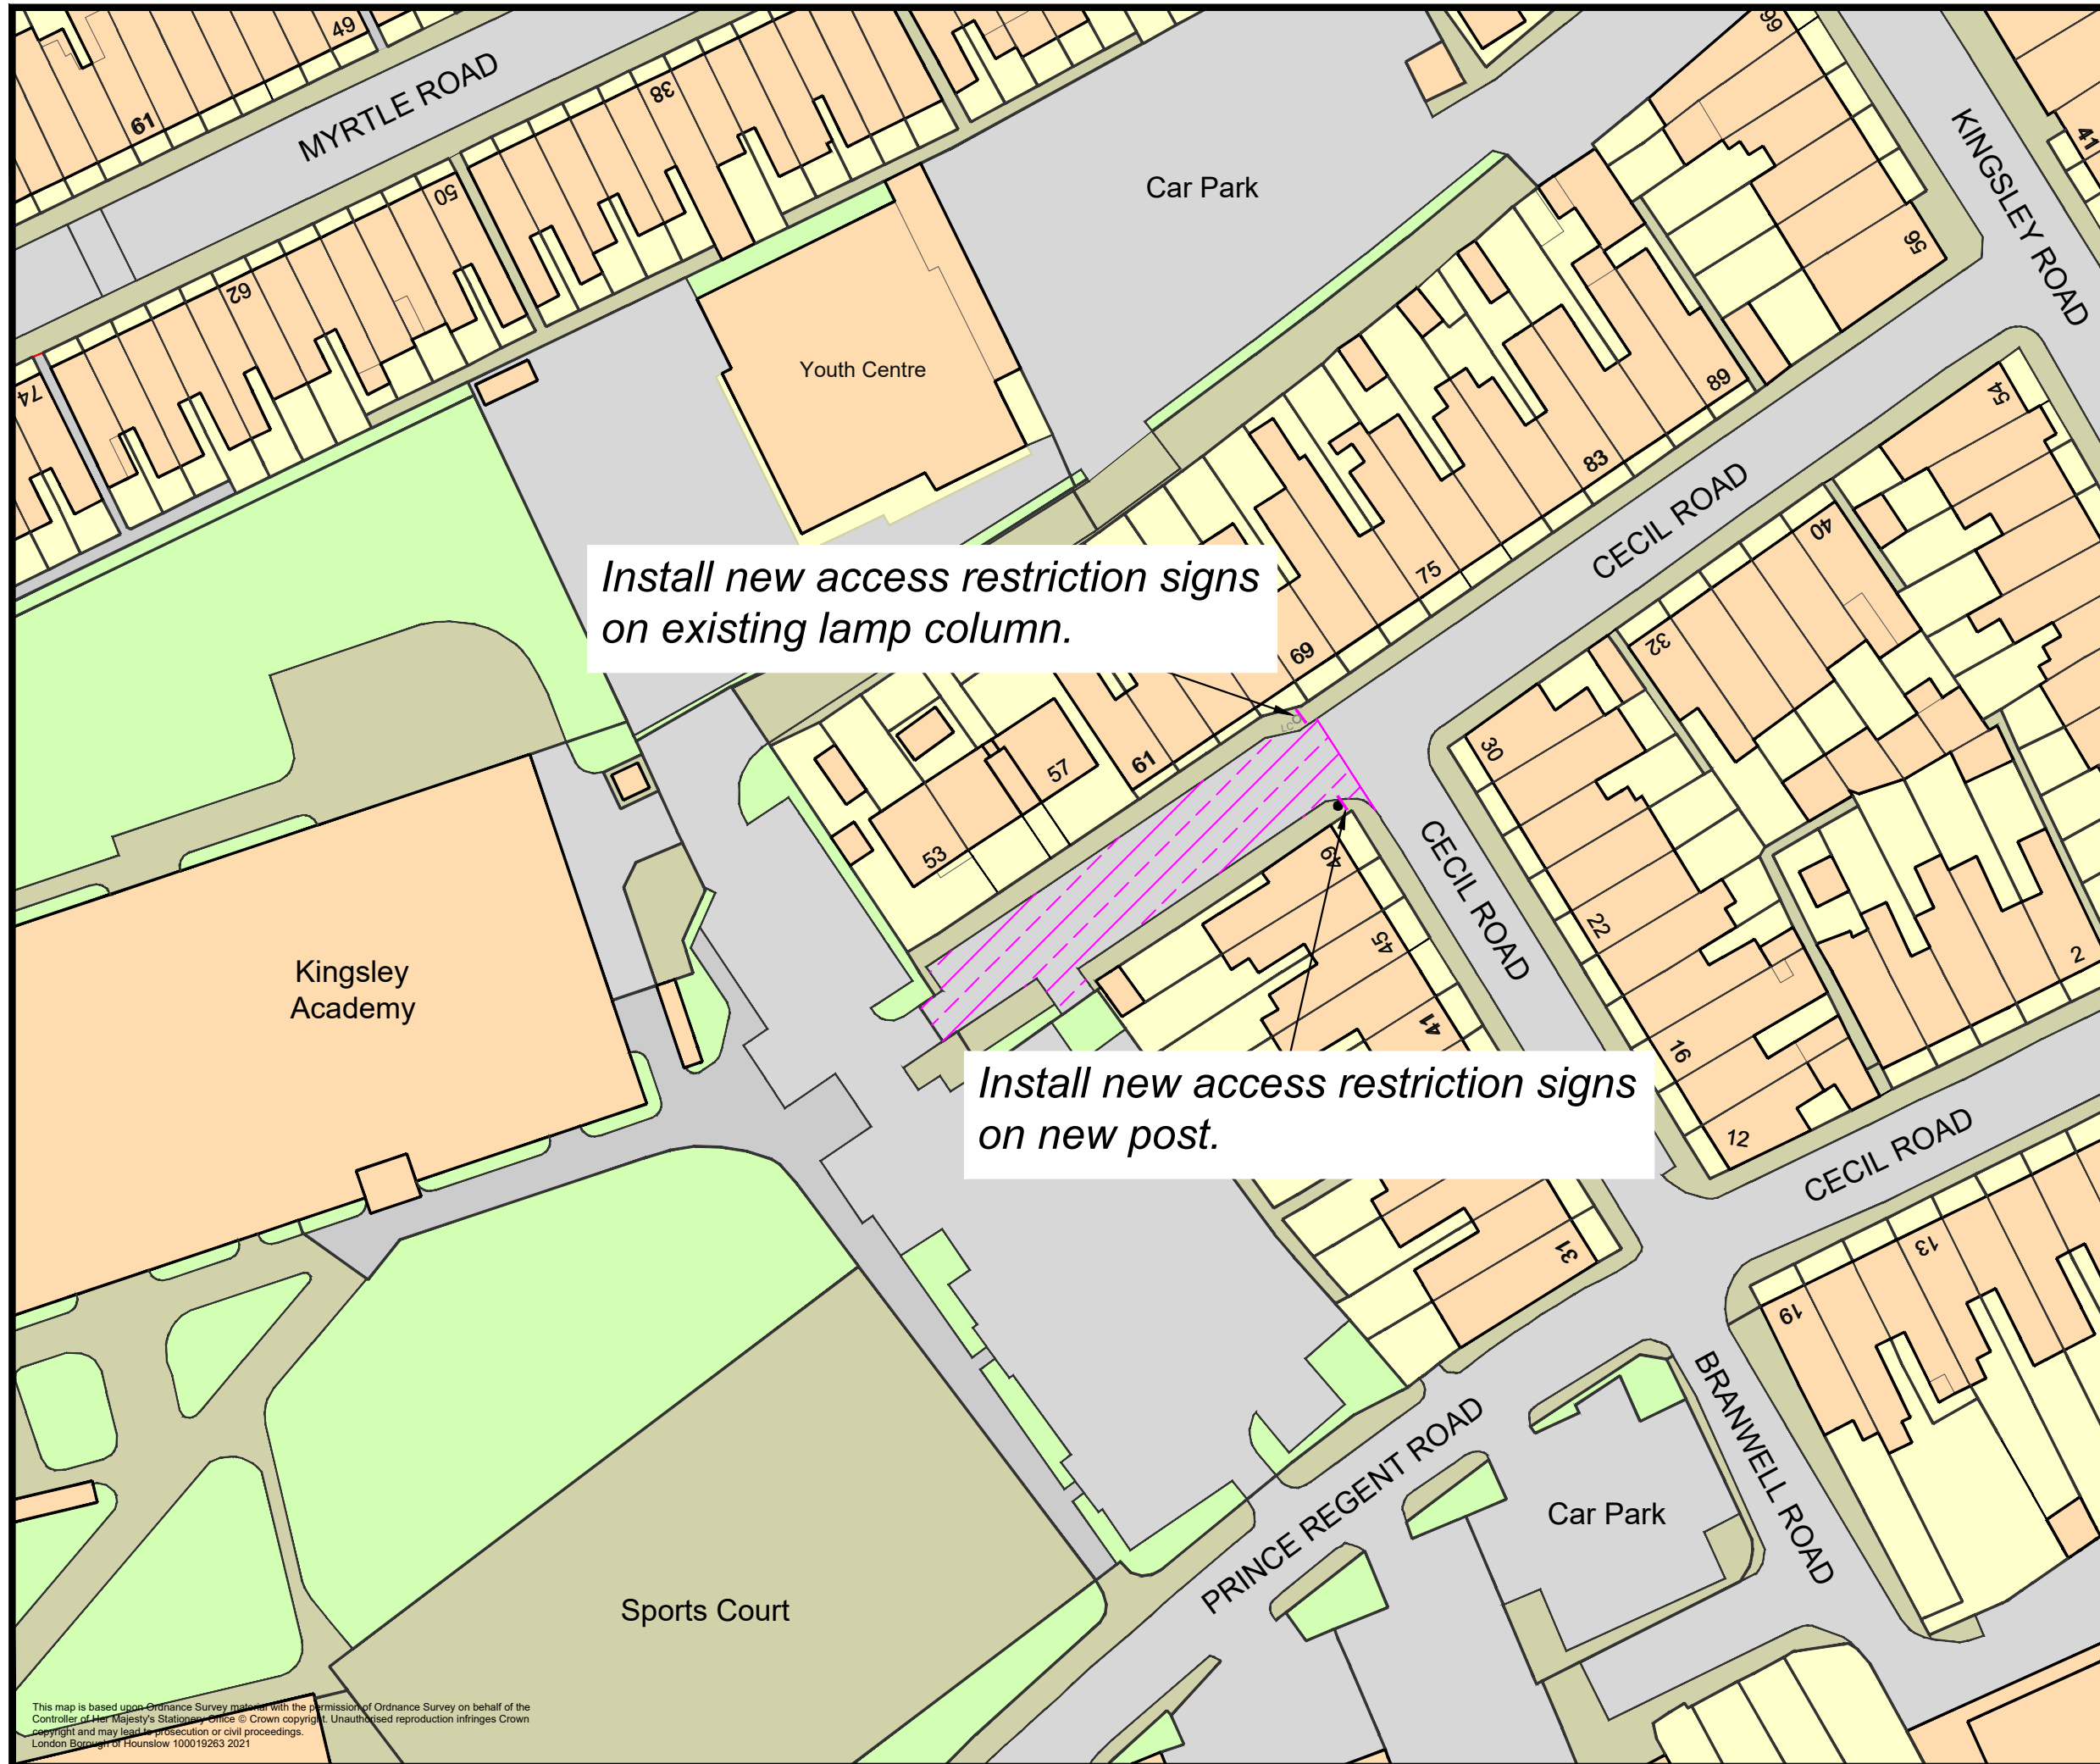 49
61
MYRTLE ROAD
38
50
62
74
Car Park
Youth Centre
99
41
KINGSLEY ROAD
56
54
89
83
75
69
CECIL ROAD
40
32
30
Install new access restriction signs
on existing lamp column.
LC
61
57
53
49
45
41
CECIL ROAD
22
16
12
2
Kingsley
Academy
Install new access restriction signs
on new post.
CECIL ROAD
31
13
19
PRINCE REGENT ROAD
BRANWELL ROAD
Car Park
Sports Court
This map is based upon Ordnance Survey material with the permission of Ordnance Survey on behalf of the
Controller of Her Majesty's Stationery Office © Crown copyright. Unauthorised reproduction infringes Crown
copyright and may lead to prosecution or civil proceedings.
London Borough of Hounslow 100019263 2021